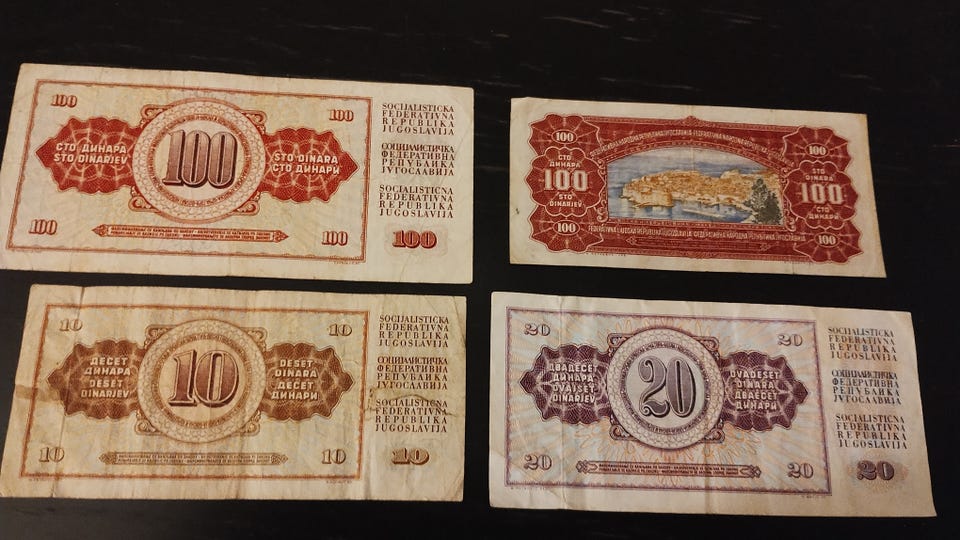 100
100
СТО ДИНАРА
STO DINARJEV
100
STO DINARA
СТО ДИНАРИ
100
100
SOCIJALISTIČKA
FEDERATIVNA
REPUBLIKA
JUGOSLAVIJA
СОЦИЈАЛИСТИЧКА
ФЕДЕРАТИВНА
РЕПУБЛИКА
ЈУГОСЛАВИЈА
SOCIALISTIČNA
FEDERATIVNA
REPUBLIKA
JUGOSLAVIJA
100
100
100
СТО
ДИНАРА
100
STO
DINARJEV
STO
DINARA
100
СТО
ДИНАРИ
100
100
10
10
ДЕСЕТ
ДИНАРА
DESET
DINARJEV
10
DESET
DINARA
ДЕСЕТ
ДИНАРИ
10
10
SOCIJALISTIČKA
FEDERATIVNA
REPUBLIKA
JUGOSLAVIJA
СОЦИЈАЛИСТИЧКА
ФЕДЕРАТИВНА
РЕПУБЛИКА
ЈУГОСЛАВИЈА
SOCIALISTIČNA
FEDERATIVNA
REPUBLIKA
JUGOSLAVIJA
10
20
20
ДВАДЕСЕТ
ДИНАРА
DVAJSET
DINARJEV
20
DVADESET
DINARA
ДВАЕСЕТ
ДИНАРИ
20
20
SOCIJALISTIČKA
FEDERATIVNA
REPUBLIKA
JUGOSLAVIJA
СОЦИЈАЛИСТИЧКА
ФЕДЕРАТИВНА
РЕПУБЛИКА
ЈУГОСЛАВИЈА
SOCIALISTIČNA
FEDERATIVNA
REPUBLIKA
JUGOSLAVIJA
20